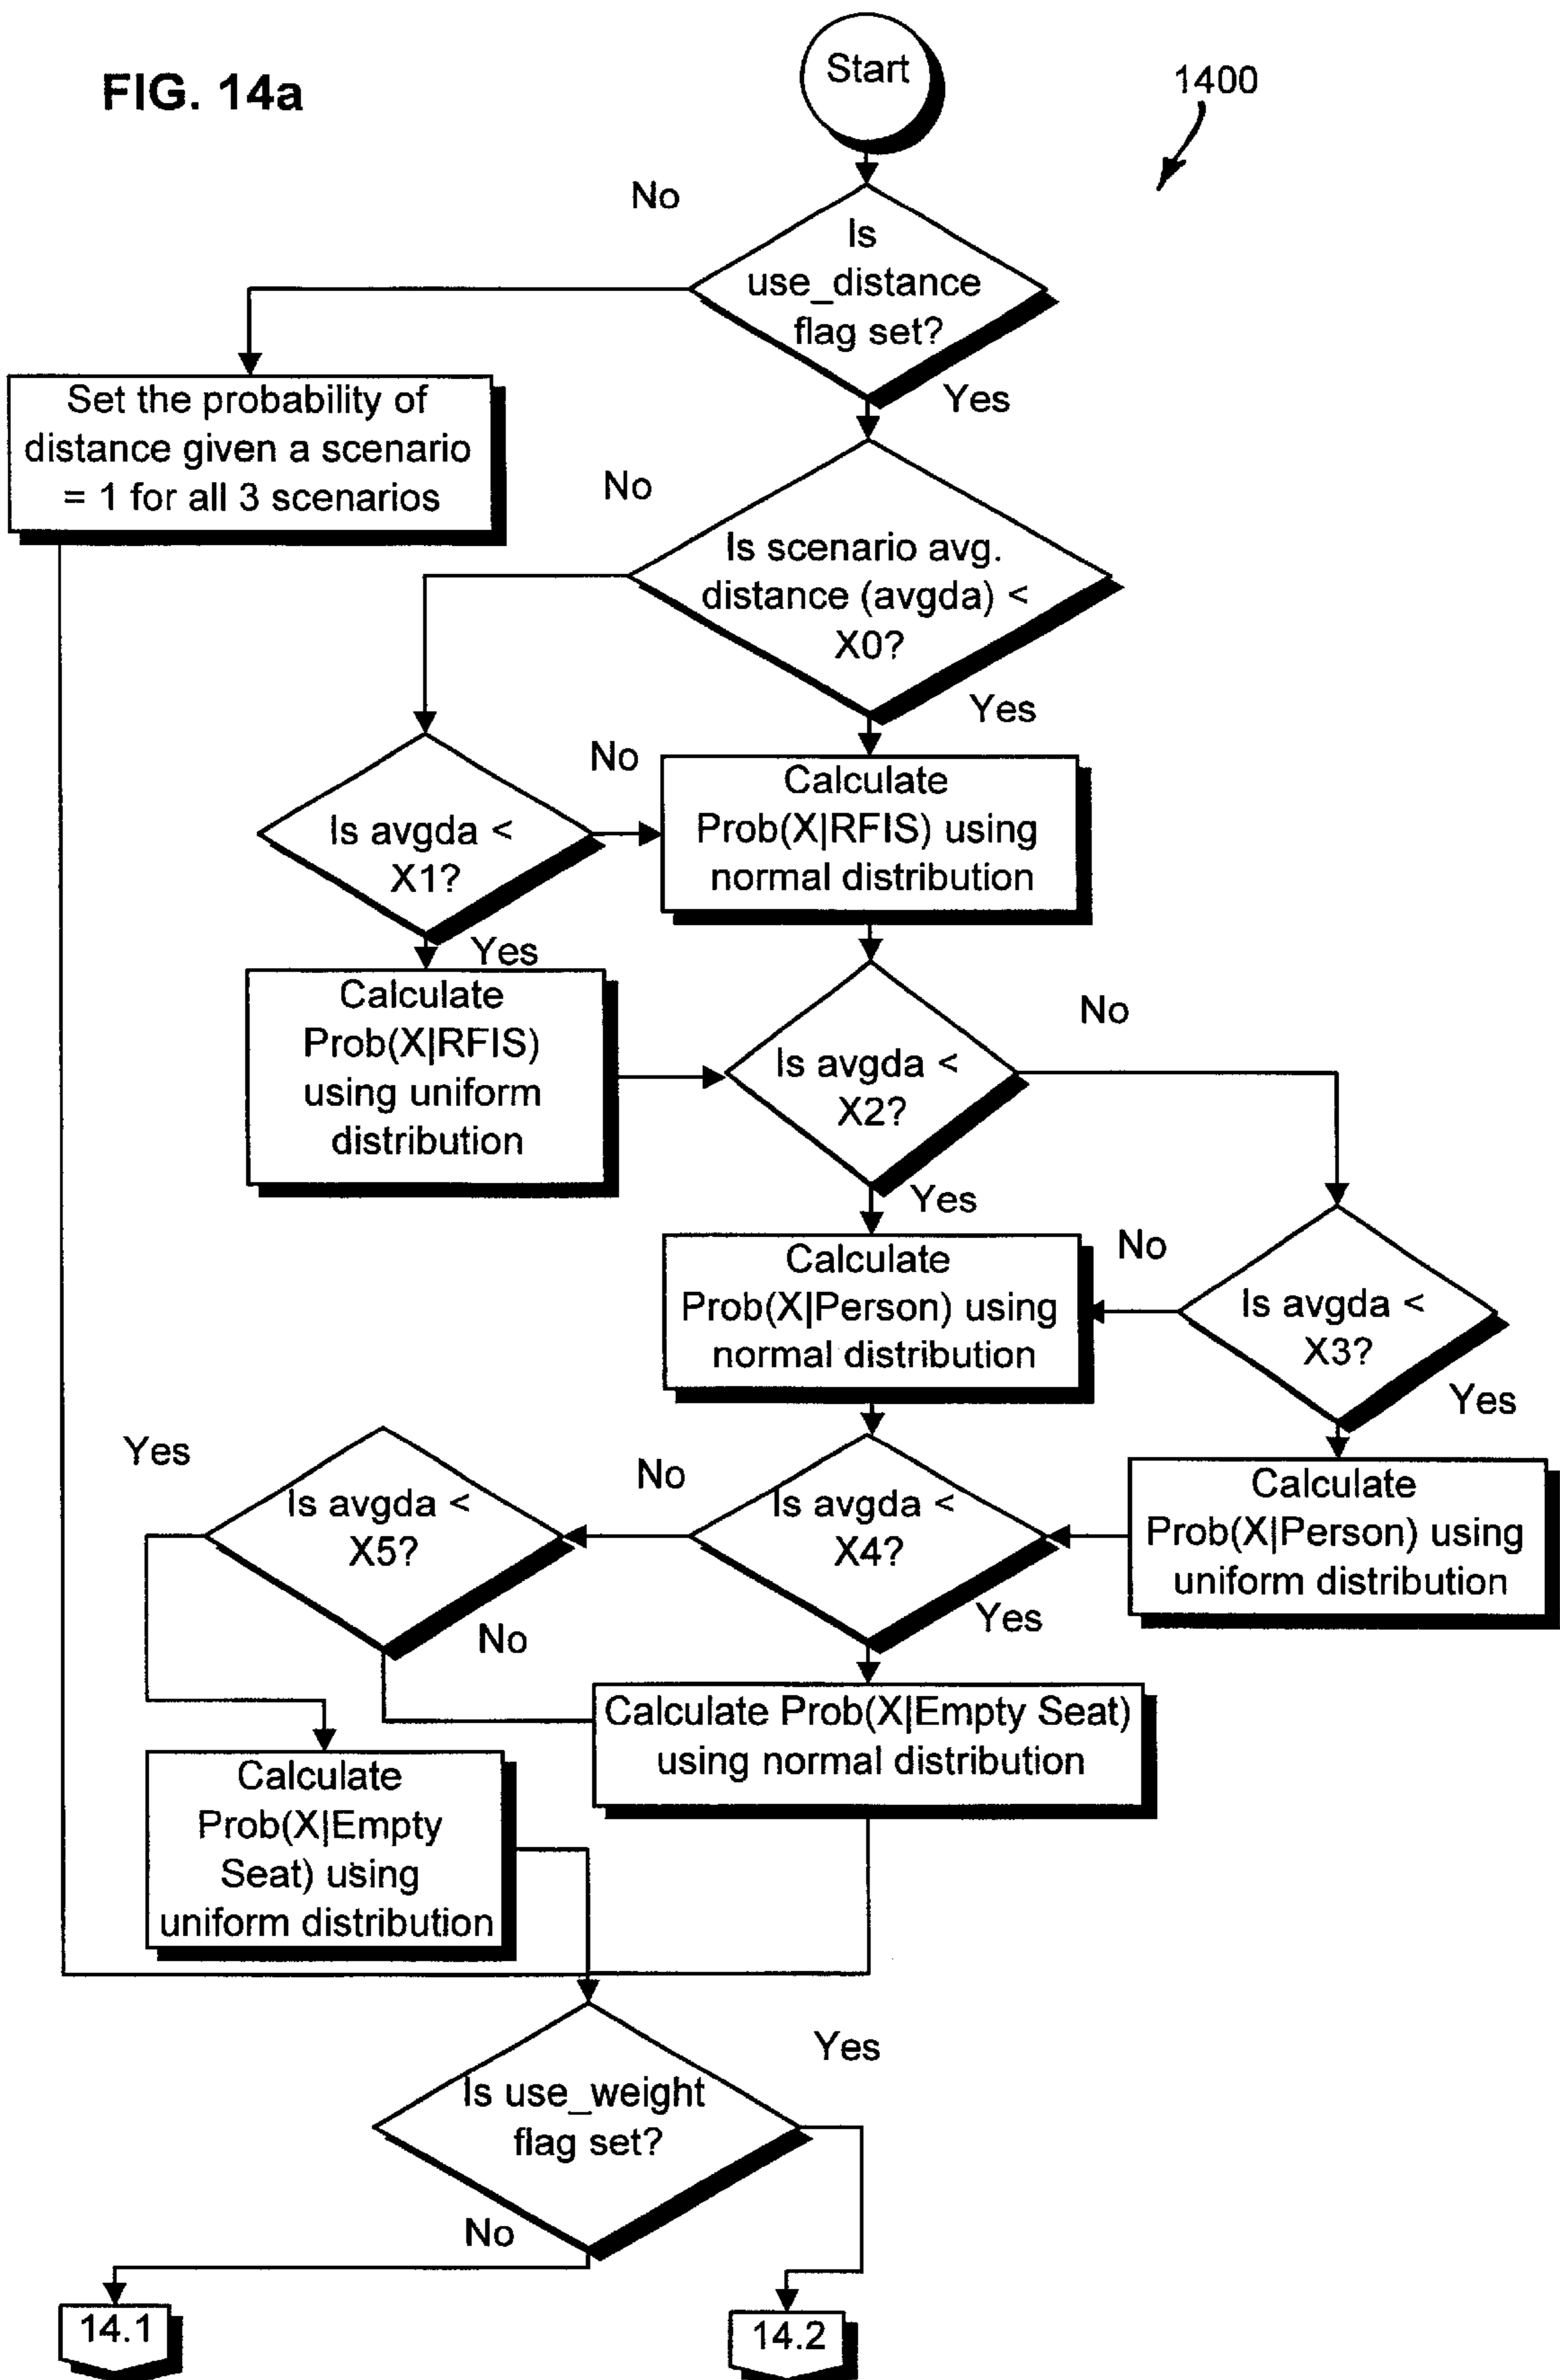 FIG. 14a
Start
1400
No
Is
use_distance
flag set?
Yes
Set the probability of
distance given a scenario
= 1 for all 3 scenarios
No
Is scenario avg.
distance (avgda) <
X0?
Yes
No
Is avgda <
X1?
Yes
Calculate
Prob(X|RFIS) using
normal distribution
Calculate
Prob(X|RFIS)
using uniform
distribution
Is avgda <
X2?
No
Yes
Calculate
Prob(X|Person) using
normal distribution
No
Is avgda <
X3?
Yes
Calculate
Prob(X|Person) using
uniform distribution
Is avgda <
X4?
No
Yes
Yes
Is avgda <
X5?
No
Calculate Prob(X|Empty Seat)
using normal distribution
Calculate
Prob(X|Empty
Seat) using
uniform distribution
Is use_weight
flag set?
Yes
No
14.1
14.2